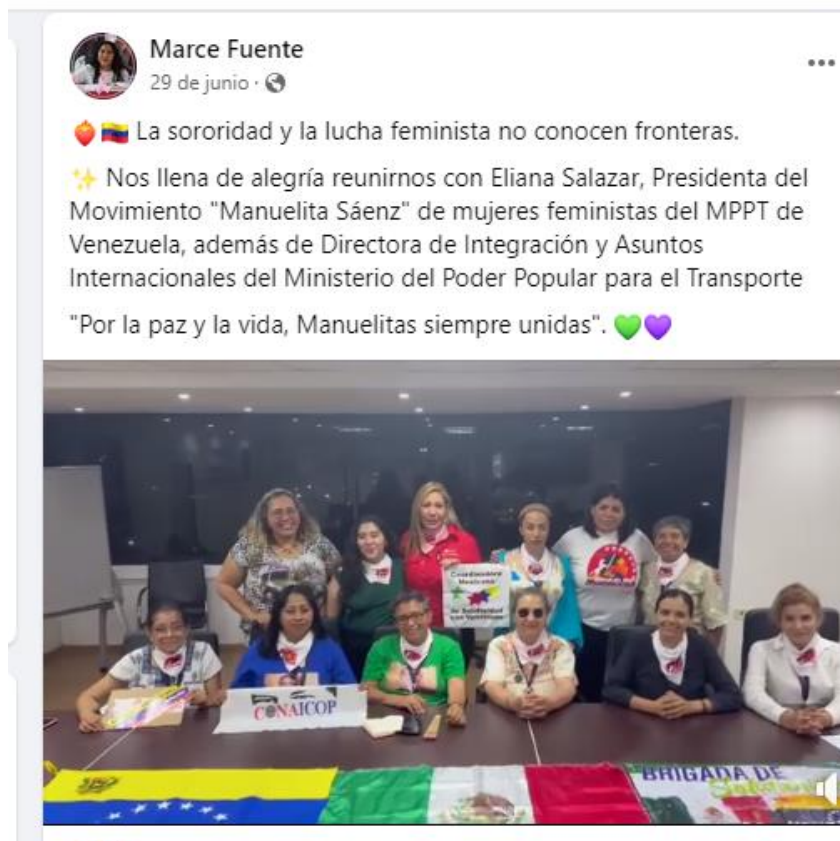 Marce Fuente
29 de junio ·
La sororidad y la lucha feminista no conocen fronteras.
Nos llena de alegría reunirnos con Eliana Salazar, Presidenta del
Movimiento "Manuelita Sáenz" de mujeres feministas del MPPT de
Venezuela, además de Directora de Integración y Asuntos
Internacionales del Ministerio del Poder Popular para el Transporte
"Por la paz y la vida, Manuelitas siempre unidas".
Coordinadora
Mexicana
de Solidaridad
con Venezuela
CONAICOP
BRIGADA DE